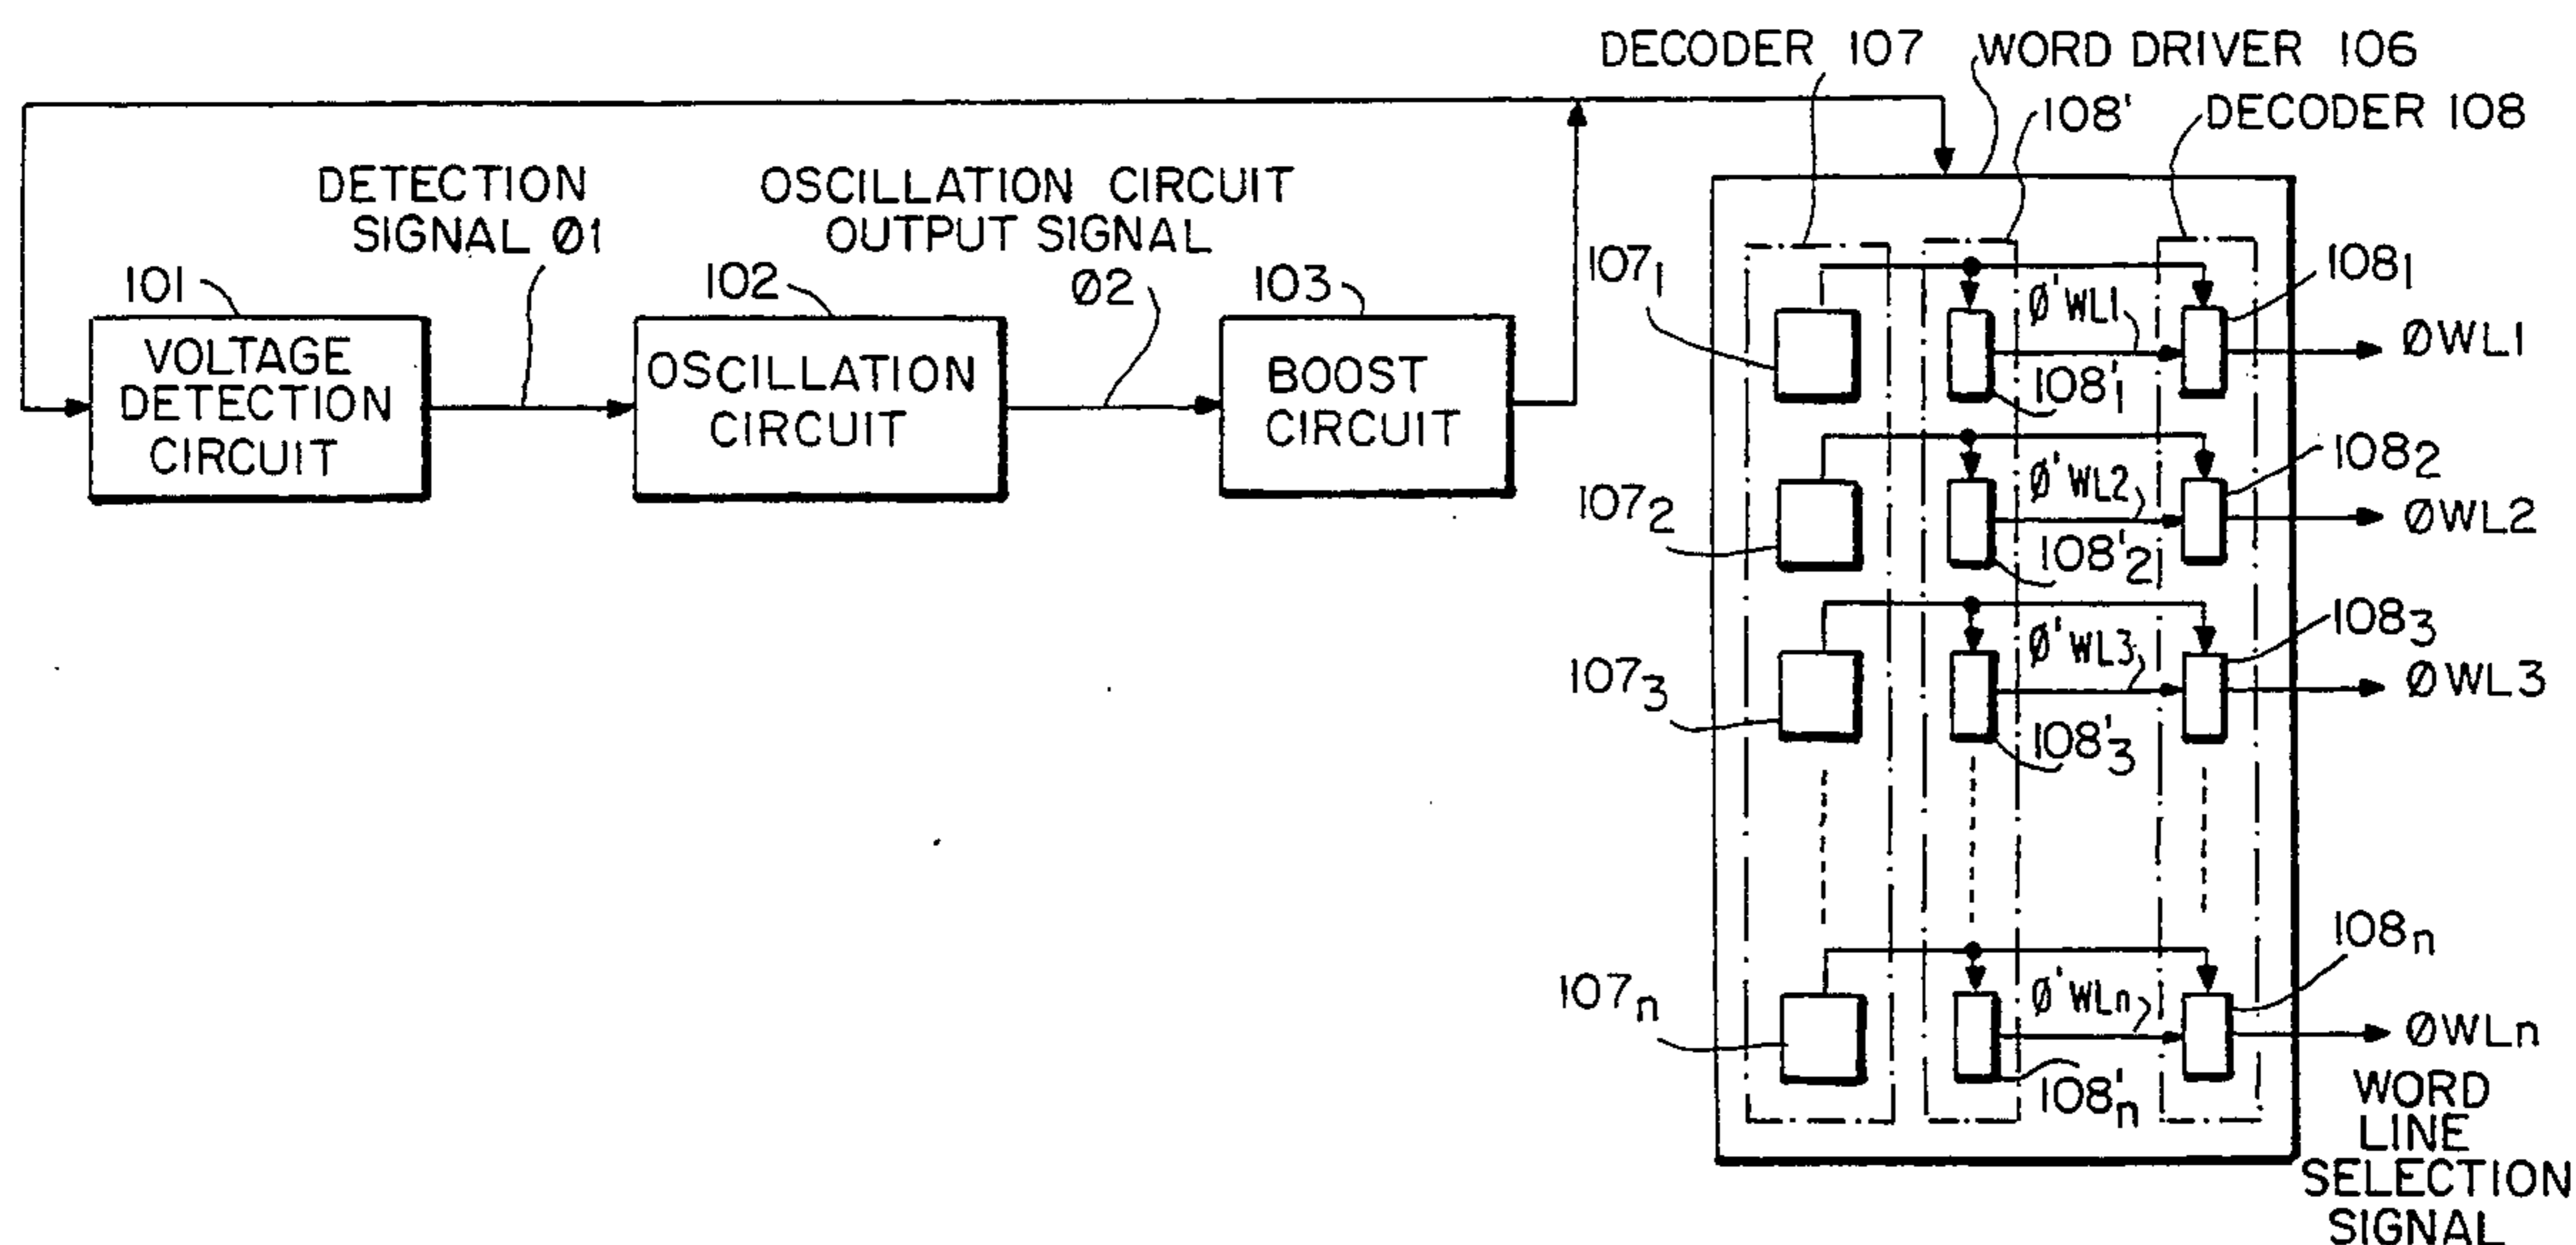 DECODER 107
WORD DRIVER 106
108'
DECODER 108
DETECTION
SIGNAL Ø1
OSCILLATION CIRCUIT
OUTPUT SIGNAL
Ø2
101
VOLTAGE
DETECTION
CIRCUIT
102
OSCILLATION
CIRCUIT
103
BOOST
CIRCUIT
107₁
Ø'WL1
108'₁
108₁
ØWL1
107₂
Ø'WL2
108'₂
108₂
ØWL2
107₃
Ø'WL3
108'₃
108₃
ØWL3
107ₙ
Ø'WLn
108'ₙ
108ₙ
ØWLn
WORD
LINE
SELECTION
SIGNAL